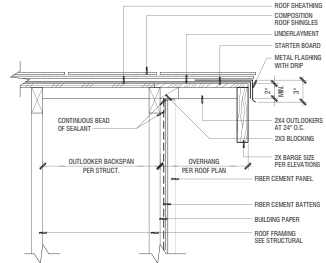 ROOF SHEATHING
COMPOSITION
ROOF SHINGLES
UNDERLAYMENT
STARTER BOARD
METAL FLASHING
WITH DRIP
2"
MIN.
3"
2X4 OUTLOOKERS
AT 24" O.C.
CONTINUOUS BEAD
OF SEALANT
2X3 BLOCKING
OUTLOOKER BACKSPAN
PER STRUCT.
OVERHANG
PER ROOF PLAN
2X BARGE SIZE
PER ELEVATIONS
FIBER CEMENT PANEL
FIBER CEMENT BATTENS
BUILDING PAPER
ROOF FRAMING
SEE STRUCTURAL